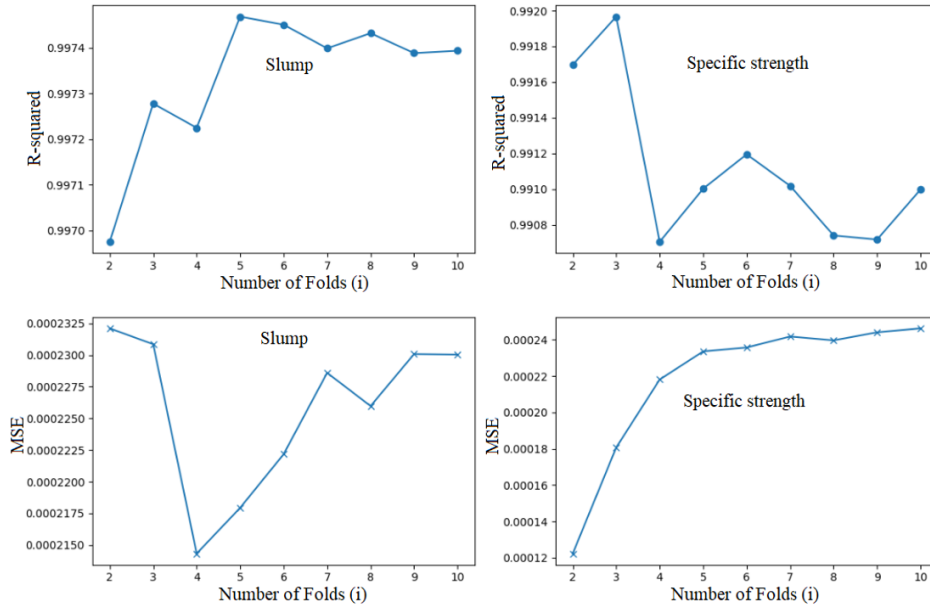 0.99740
0.99730
0.99720
0.99710
0.99700
R-squared
Slump
2 3 4 5 6 7 8 9 10
Number of Folds (i)
0.9920
0.9918
0.9916
0.9914
0.9912
0.9910
0.9908
R-squared
Specific strength
2 3 4 5 6 7 8 9 10
Number of Folds (i)
0.0002325
0.0002300
0.0002275
0.0002250
0.0002225
0.0002200
0.0002175
0.0002150
MSE
Slump
2 3 4 5 6 7 8 9 10
Number of Folds (i)
0.00024
0.00022
0.00020
0.00018
0.00016
0.00014
0.00012
MSE
Specific strength
2 3 4 5 6 7 8 9 10
Number of Folds (i)